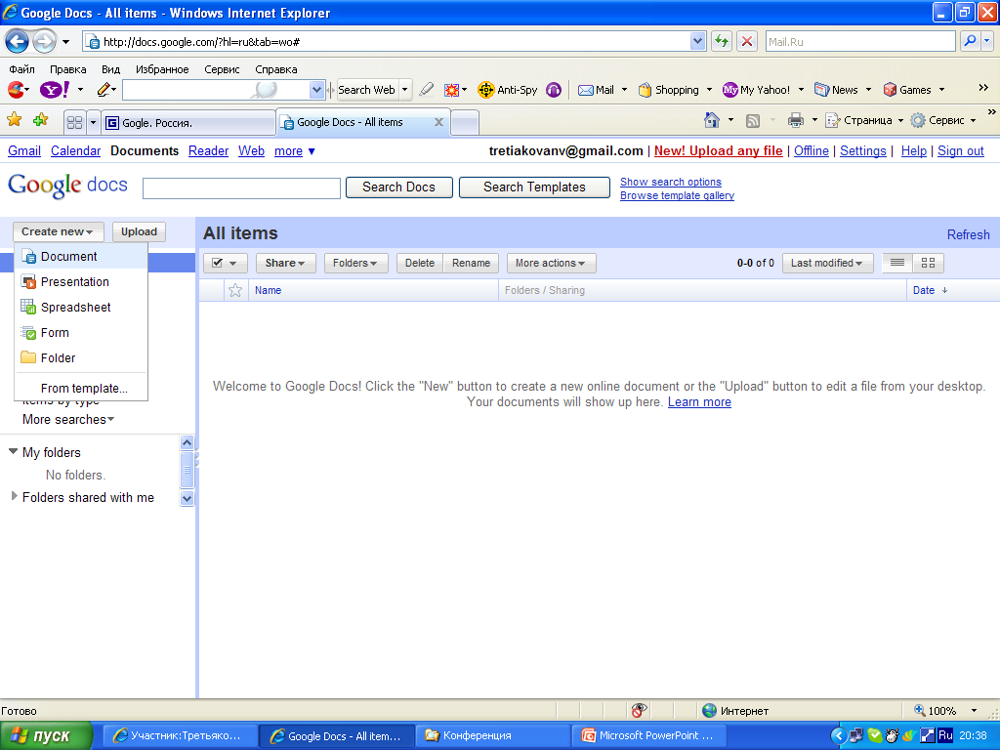 Google Docs - All items - Windows Internet Explorer
http://docs.google.com/?hl=ru&tab=wo#
Mail.Ru
Файл Правка Вид Избранное Сервис Справка
Y! Search Web Anti-Spy Mail Shopping My Yahoo! News Games »
G Gogle. Россия. Google Docs - All items X Страница Сервис »
Gmail Calendar Documents Reader Web more ▼ tretiakovanv@gmail.com | New! Upload any file | Offline | Settings | Help | Sign out
Google docs Search Docs Search Templates Show search options
Browse template gallery
Create new Upload All items Refresh
Share Folders Delete Rename More actions 0-0 of 0 Last modified
Name Folders / Sharing Date
Document
Presentation
Spreadsheet
Form
Folder
From template...
Items by type
More searches
My folders
No folders.
Folders shared with me
Welcome to Google Docs! Click the "New" button to create a new online document or the "Upload" button to edit a file from your desktop.
Your documents will show up here. Learn more
Готово Интернет 100%
пуск Участник:Третьяко... Google Docs - All item... Конференция Microsoft PowerPoint ... Ru 20:38